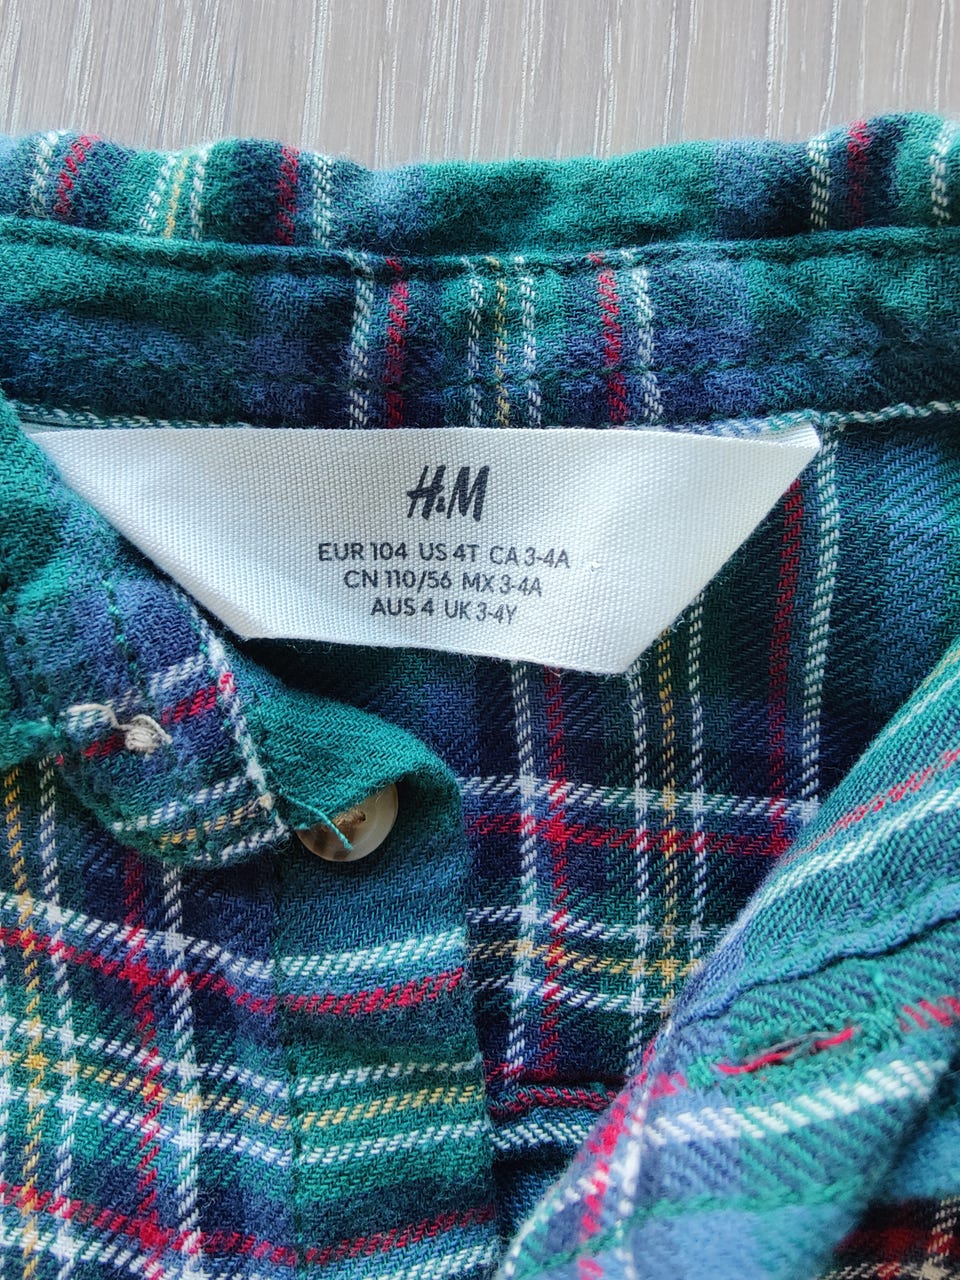 H&M
EUR 104 US 4T CA 3-4A
CN 110/56 MX 3-4A
AUS 4 UK 3-4Y